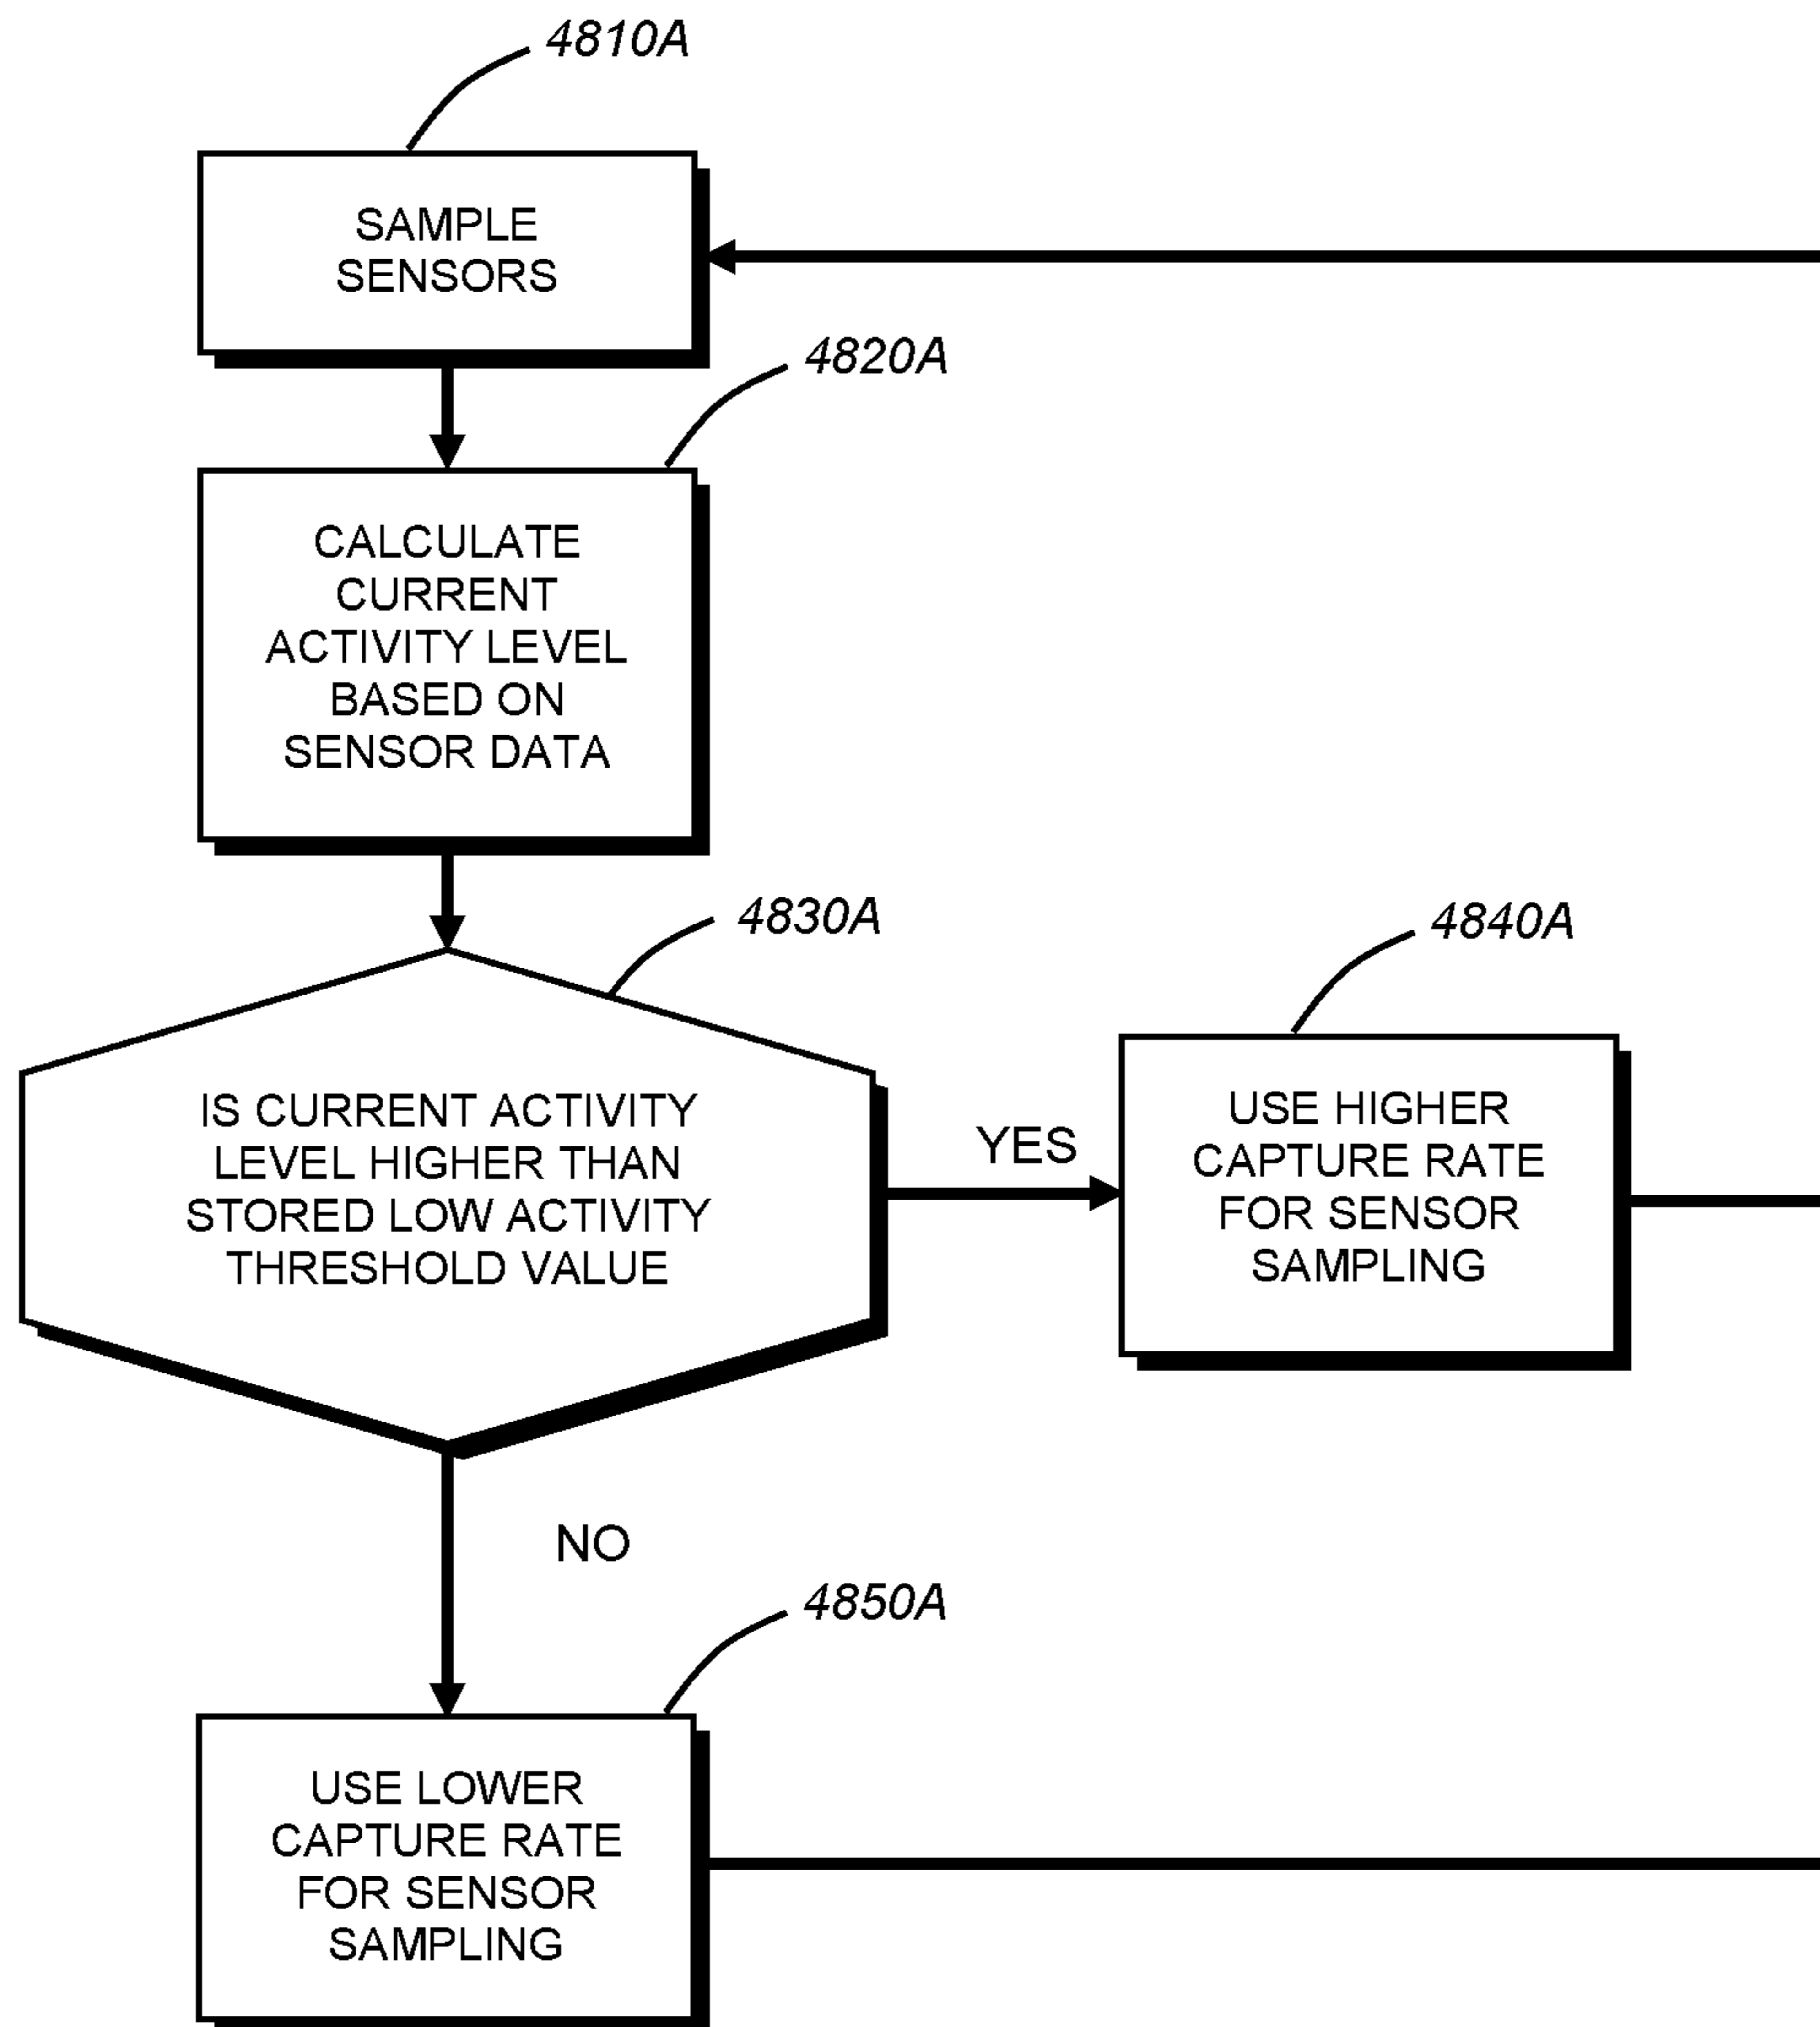 4810A
SAMPLE
SENSORS
4820A
CALCULATE
CURRENT
ACTIVITY LEVEL
BASED ON
SENSOR DATA
4830A
IS CURRENT ACTIVITY
LEVEL HIGHER THAN
STORED LOW ACTIVITY
THRESHOLD VALUE
YES
4840A
USE HIGHER
CAPTURE RATE
FOR SENSOR
SAMPLING
NO
4850A
USE LOWER
CAPTURE RATE
FOR SENSOR
SAMPLING